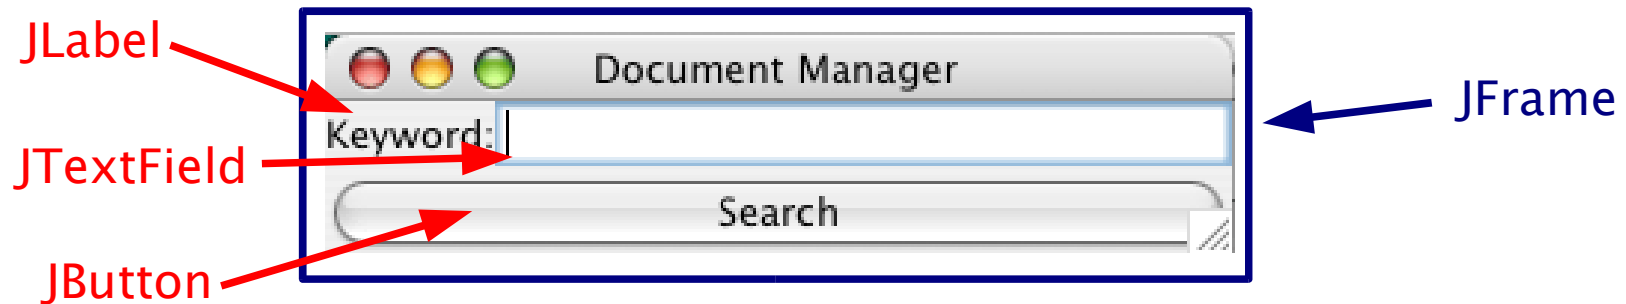 JLabel
Document Manager
JFrame
Keyword:
JTextField
Search
JButton